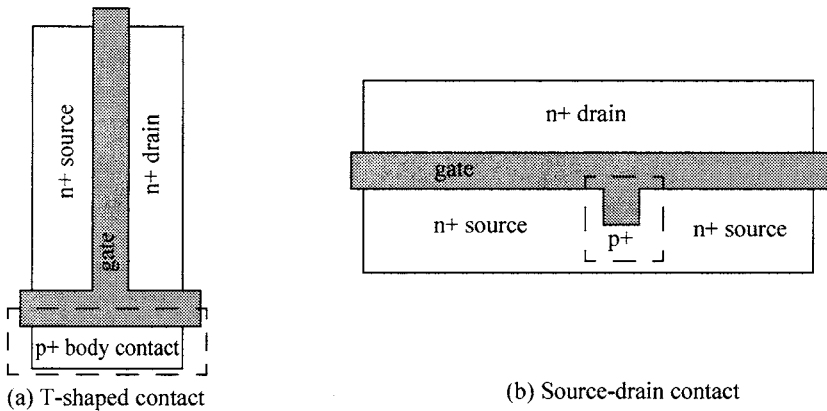 n+ source
n+ drain
gate
p+ body contact
(a) T-shaped contact
n+ drain
gate
n+ source
p+
n+ source
(b) Source-drain contact